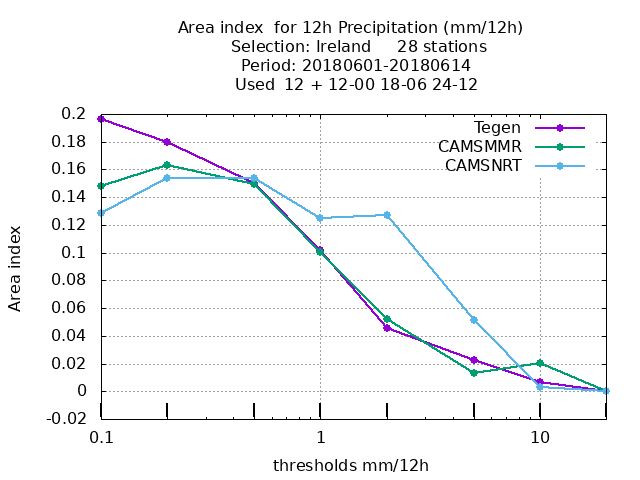 Area index  for 12h Precipitation (mm/12h)
Selection: Ireland     28 stations
Period: 20180601-20180614
Used  12 + 12-00 18-06 24-12
Tegen
CAMSMMR
CAMSNRT
0.2
0.18
0.16
0.14
0.12
0.1
0.08
0.06
0.04
0.02
0
-0.02
Area index
0.1 1 10
thresholds mm/12h